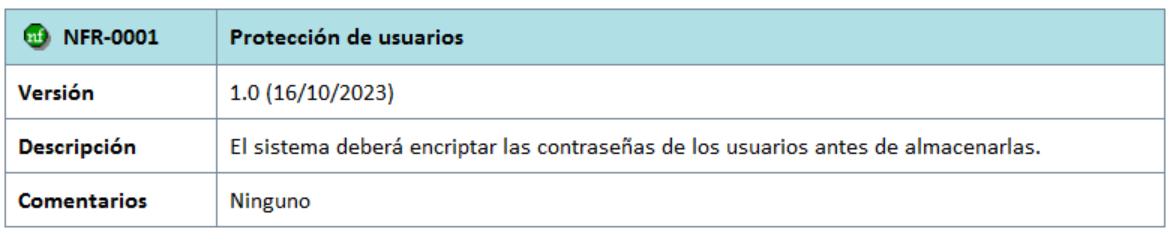 nf NFR-0001 Protección de usuarios
Versión 1.0 (16/10/2023)
Descripción El sistema deberá encriptar las contraseñas de los usuarios antes de almacenarlas.
Comentarios Ninguno